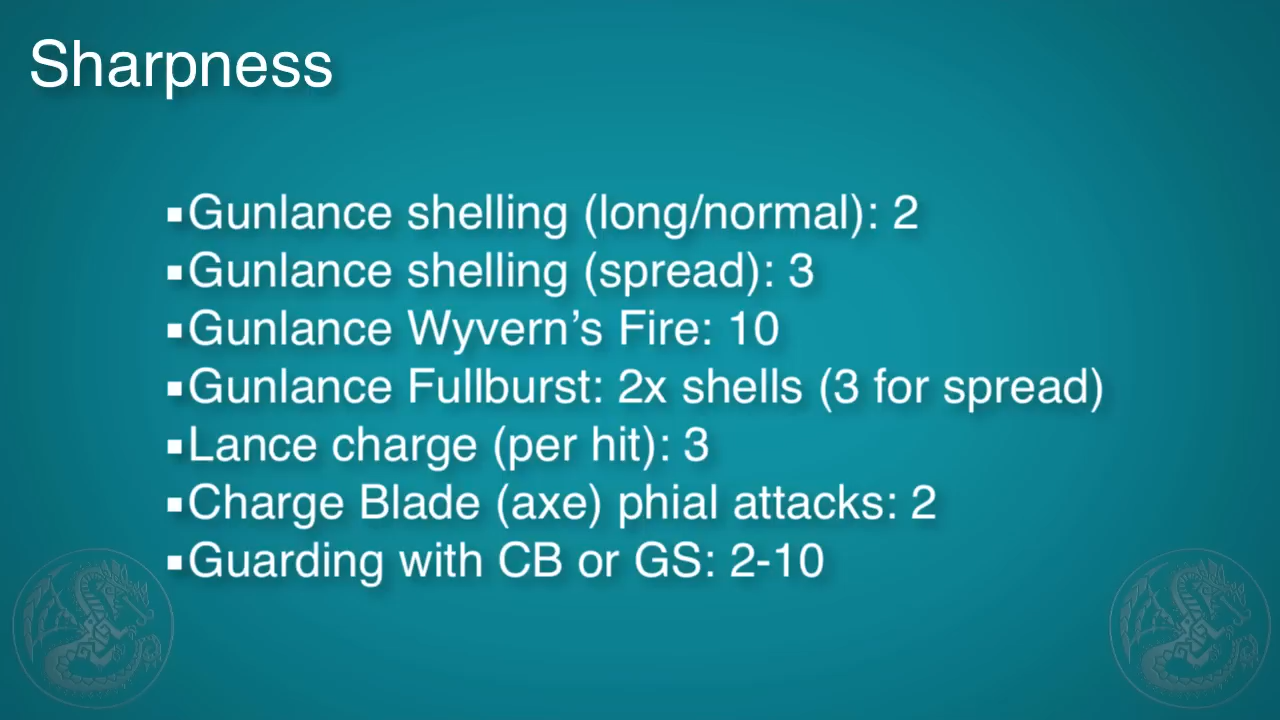 Sharpness
▪Gunlance shelling (long/normal): 2
▪Gunlance shelling (spread): 3
▪Gunlance Wyvern’s Fire: 10
▪Gunlance Fullburst: 2x shells (3 for spread)
▪Lance charge (per hit): 3
▪Charge Blade (axe) phial attacks: 2
▪Guarding with CB or GS: 2-10